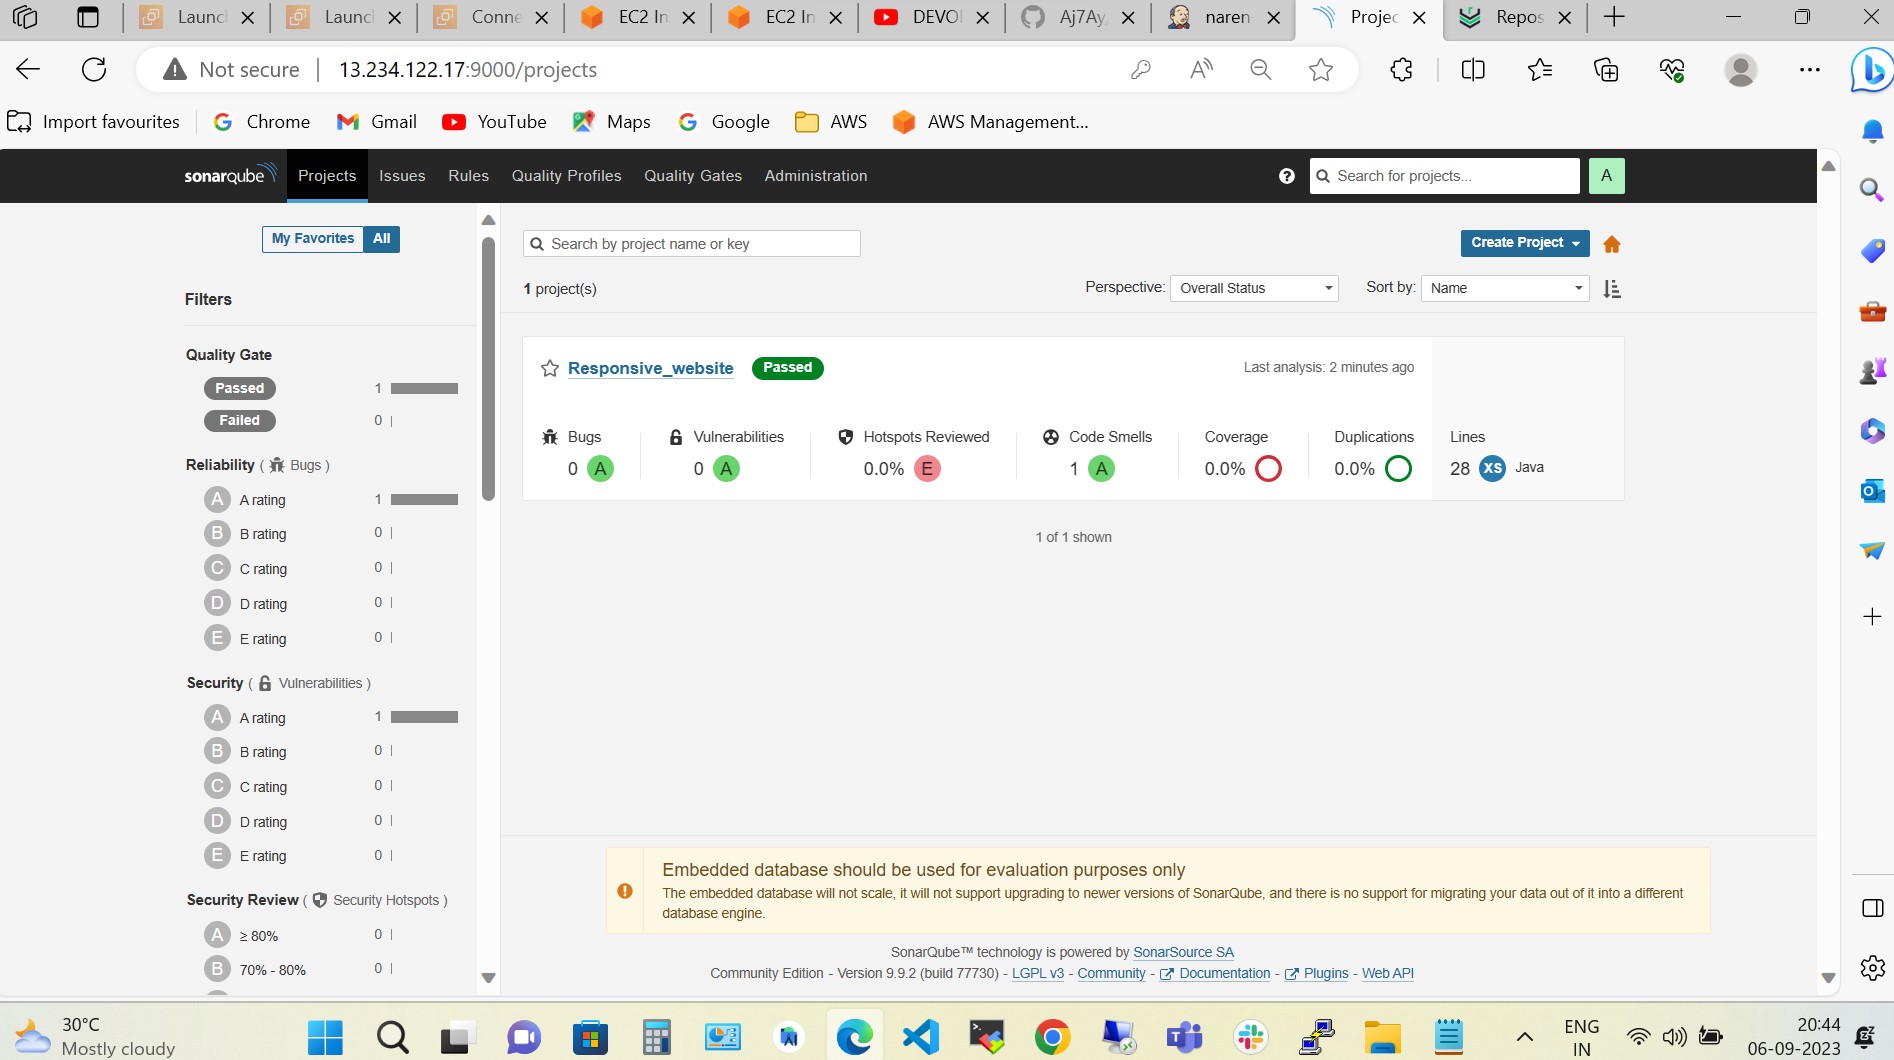 Launc
Launc
Conne
EC2 In
EC2 In
DEVO
Aj7Ay
naren
Projec
Repos
Not secure
13.234.122.17:9000/projects
Import favourites
Chrome
Gmail
YouTube
Maps
Google
AWS
AWS Management...
sonarqube
Projects
Issues
Rules
Quality Profiles
Quality Gates
Administration
Search for projects...
A
My Favorites
All
Search by project name or key
Create Project
1 project(s)
Perspective: Overall Status
Sort by: Name
Filters
Quality Gate
Passed 1
Failed 0
Reliability ( Bugs )
A A rating 1
B B rating 0
C C rating 0
D D rating 0
E E rating 0
Security ( Vulnerabilities )
A A rating 1
B B rating 0
C C rating 0
D D rating 0
E E rating 0
Security Review ( Security Hotspots )
A ≥ 80% 0
B 70% - 80% 0
Responsive_website Passed
Last analysis: 2 minutes ago
Bugs
0 A
Vulnerabilities
0 A
Hotspots Reviewed
0.0% E
Code Smells
1 A
Coverage
0.0%
Duplications
0.0%
Lines
28 XS Java
1 of 1 shown
Embedded database should be used for evaluation purposes only
The embedded database will not scale, it will not support upgrading to newer versions of SonarQube, and there is no support for migrating your data out of it into a different
database engine.
SonarQube™ technology is powered by SonarSource SA
Community Edition - Version 9.9.2 (build 77730) - LGPL v3 - Community - Documentation - Plugins - Web API
30°C
Mostly cloudy
ENG
IN
20:44
06-09-2023